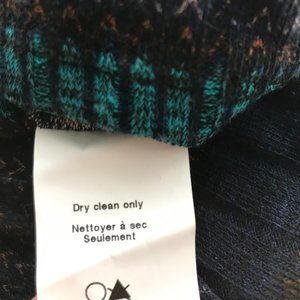 Dry clean only
Nettoyer à sec
Seulement